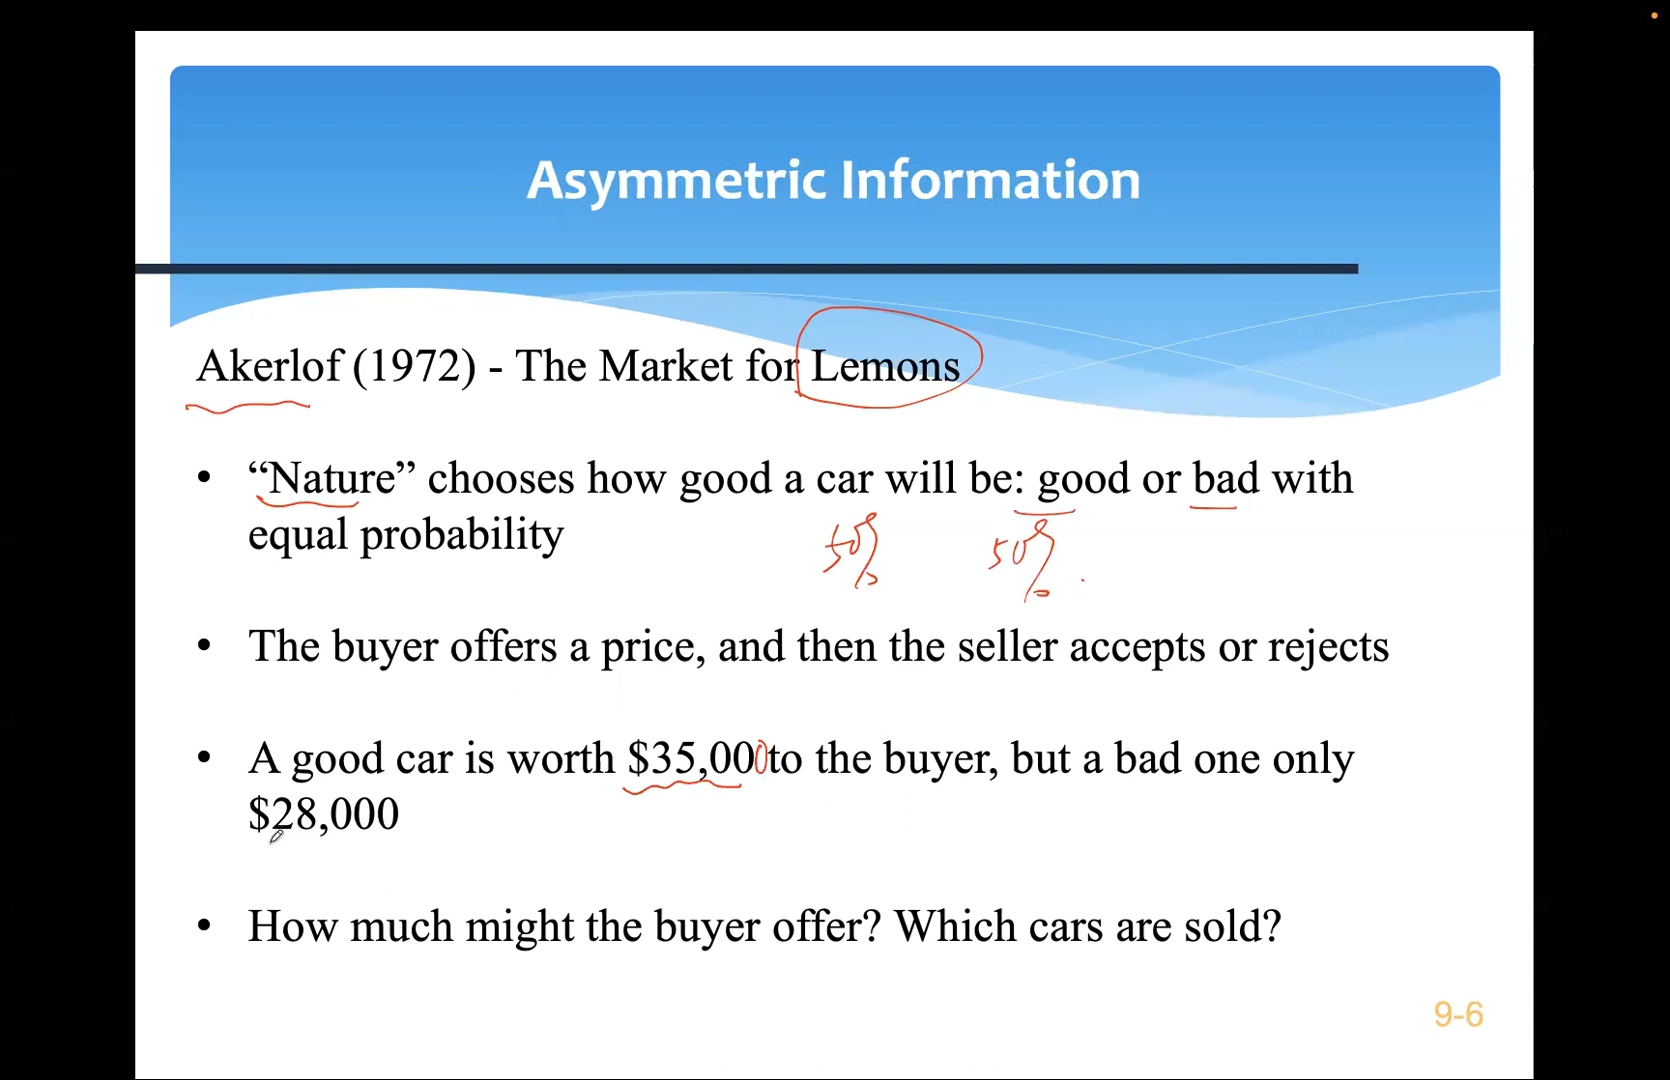 Asymmetric Information
Akerlof (1972) - The Market for Lemons
• “Nature” chooses how good a car will be: good or bad with
equal probability
50% 50%
• The buyer offers a price, and then the seller accepts or rejects
• A good car is worth $35,000 to the buyer, but a bad one only
$28,000
• How much might the buyer offer? Which cars are sold?
9-6